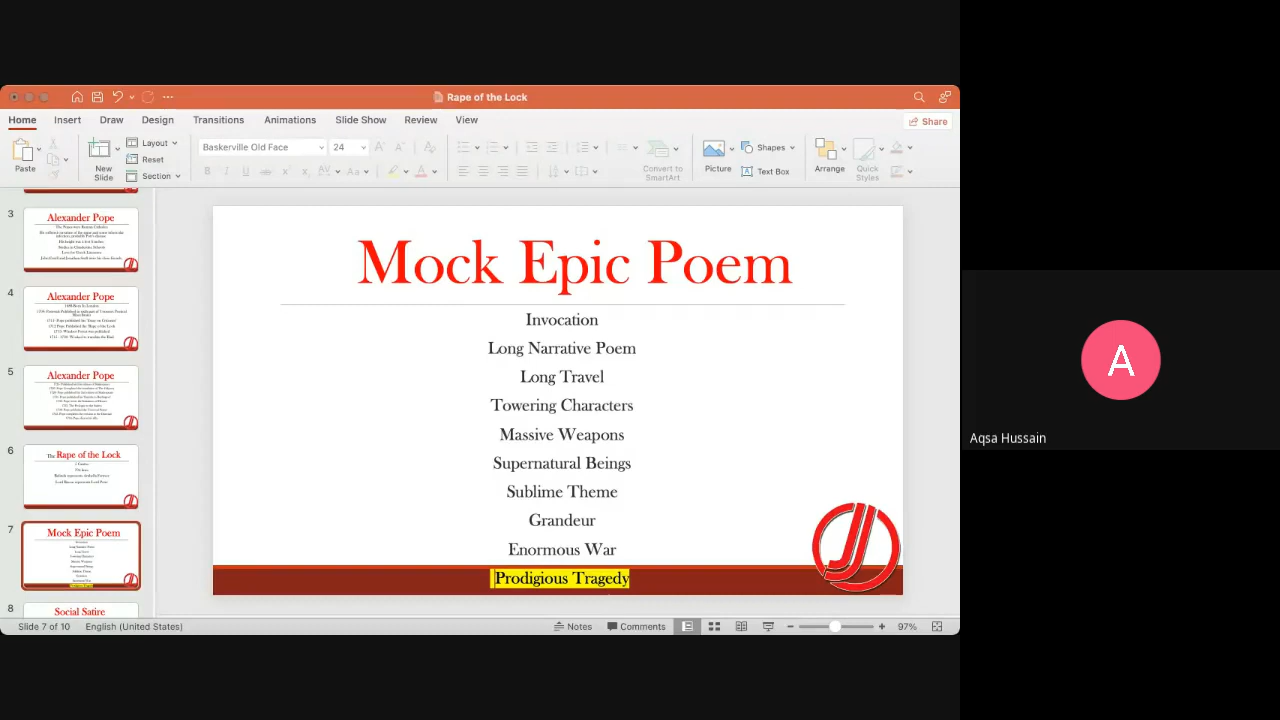 Rape of the Lock
Home Insert Draw Design Transitions Animations Slide Show Review View Share
Paste New Slide Layout Reset Section Baskerville Old Face 24 Convert to SmartArt Picture Shapes Text Box Arrange Quick Styles
3 Alexander Pope
4 Alexander Pope
5 Alexander Pope
6 The Rape of the Lock
7 Mock Epic Poem
8 Social Satire
Mock Epic Poem
Invocation
Long Narrative Poem
Long Travel
Towering Characters
Massive Weapons
Supernatural Beings
Sublime Theme
Grandeur
Enormous War
Prodigious Tragedy
Slide 7 of 10 English (United States) Notes Comments 97%
A
Aqsa Hussain